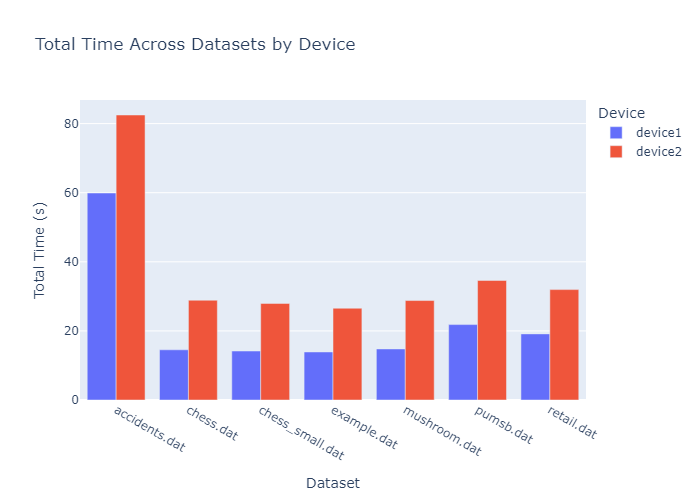 Total Time Across Datasets by Device
Device
device1
device2
80
60
40
20
0
Total Time (s)
accidents.dat
chess.dat
chess_small.dat
example.dat
mushroom.dat
pumsb.dat
retail.dat
Dataset